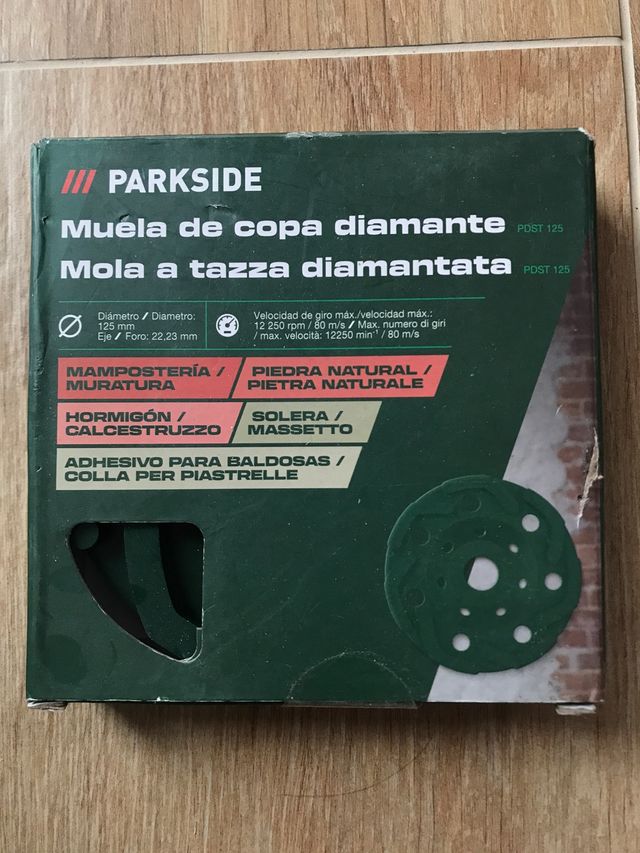 /// PARKSIDE
Muela de copa diamante PDST 125
Mola a tazza diamantata PDST 125
Diámetro / Diametro:
125 mm
Eje / Foro: 22,23 mm
Velocidad de giro máx./velocidad máx.:
12 250 rpm / 80 m/s / Max. numero di giri
/ max. velocità: 12250 min⁻¹ / 80 m/s
MAMPOSTERÍA /
MURATURA
PIEDRA NATURAL /
PIETRA NATURALE
HORMIGÓN /
CALCESTRUZZO
SOLERA /
MASSETTO
ADHESIVO PARA BALDOSAS /
COLLA PER PIASTRELLE